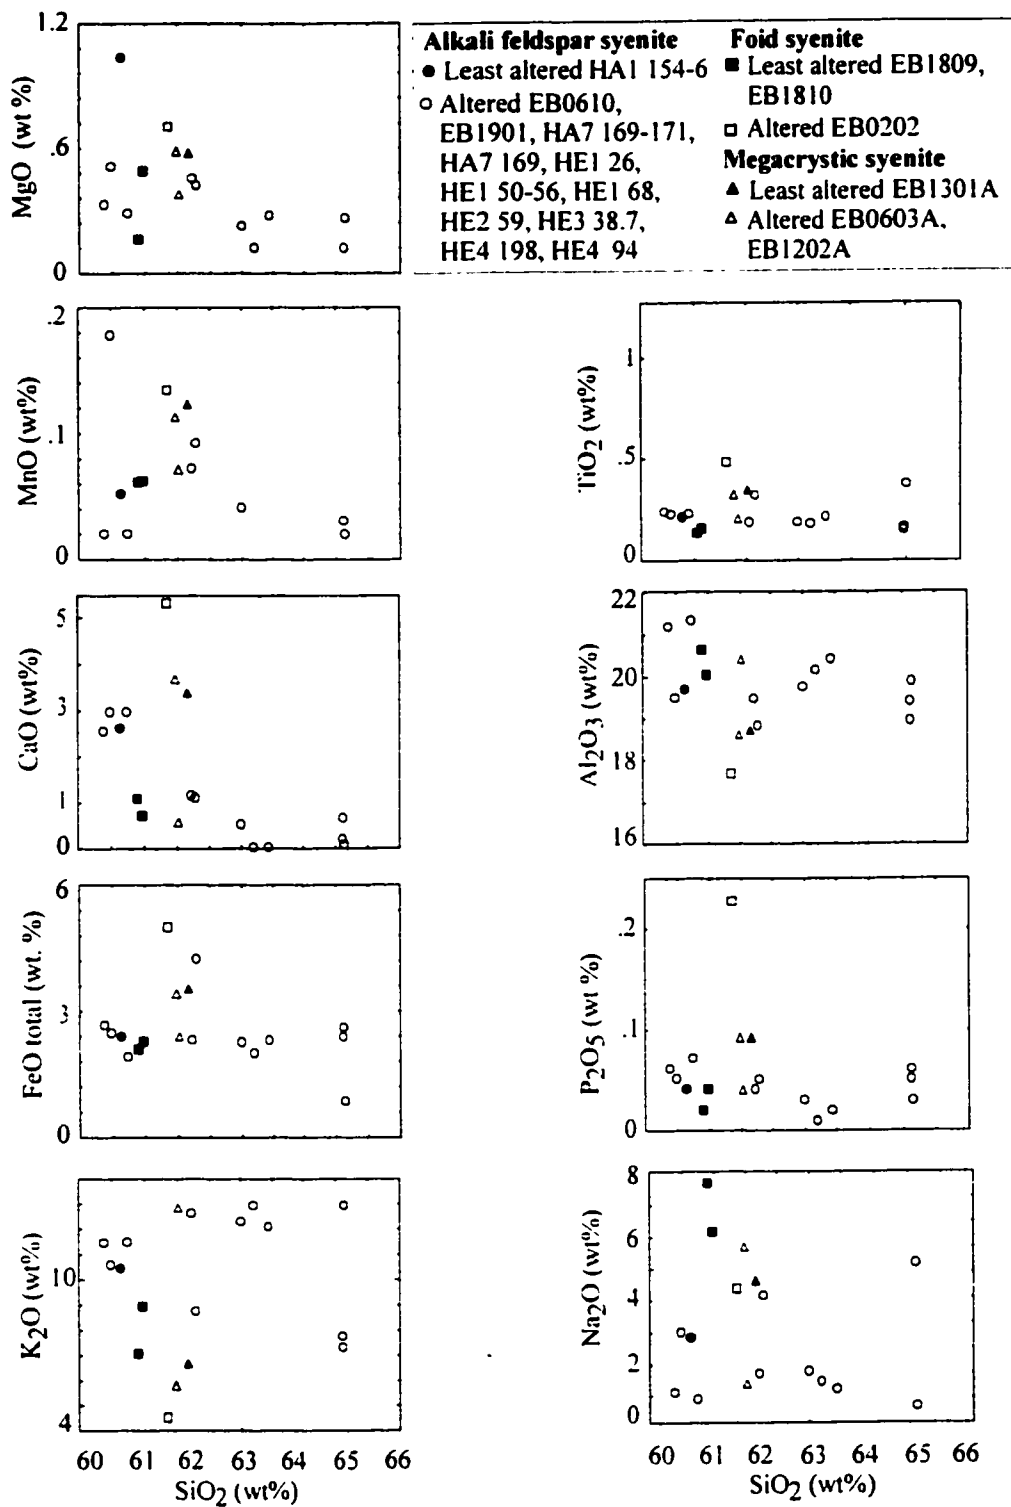 1.2
.6
0
MgO (wt %)
Alkali feldspar syenite
● Least altered HA1 154-6
○ Altered EB0610,
EB1901, HA7 169-171,
HA7 169, HE1 26,
HE1 50-56, HE1 68,
HE2 59, HE3 38.7,
HE4 198, HE4 94
Foid syenite
■ Least altered EB1809,
EB1810
□ Altered EB0202
Megacrystic syenite
▲ Least altered EB1301A
△ Altered EB0603A,
EB1202A
.2
.1
0
MnO (wt%)
1
.5
0
TiO2 (wt%)
5
3
1
0
CaO (wt%)
22
20
18
16
Al2O3 (wt%)
6
3
0
FeO total (wt. %)
.2
.1
0
P2O5 (wt %)
10
4
K2O (wt%)
60 61 62 63 64 65 66
SiO2 (wt%)
8
6
4
2
0
Na2O (wt%)
60 61 62 63 64 65 66
SiO2 (wt%)